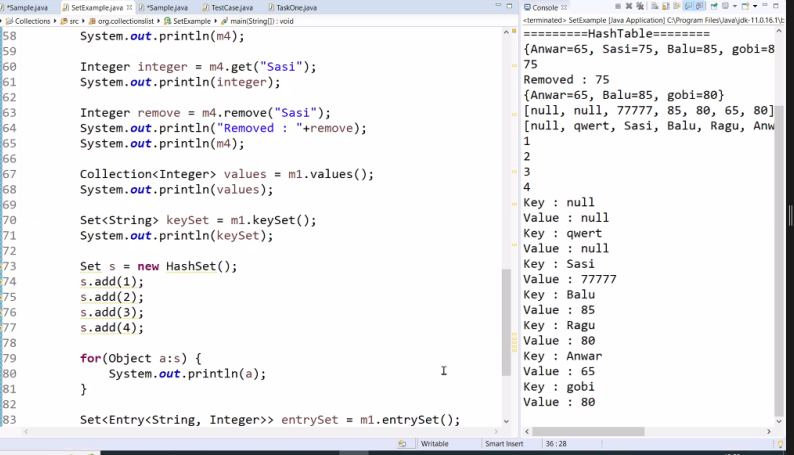 *Sample.java SetExample.java *Sample.java TestCase.java TaskOne.java
Collections src org.collectionslist SetExample main(String[]) : void
58 System.out.println(m4);
59
60 Integer integer = m4.get("Sasi");
61 System.out.println(integer);
62
63 Integer remove = m4.remove("Sasi");
64 System.out.println("Removed : "+remove);
65 System.out.println(m4);
66
67 Collection<Integer> values = m1.values();
68 System.out.println(values);
69
70 Set<String> keySet = m1.keySet();
71 System.out.println(keySet);
72
73 Set s = new HashSet();
74 s.add(1);
75 s.add(2);
76 s.add(3);
77 s.add(4);
78
79 for(Object a:s) {
80 System.out.println(a);
81 }
82
83 Set<Entry<String, Integer>> entrySet = m1.entrySet();
Console
<terminated> SetExample [Java Application] C:\Program Files\Java\jdk-11.0.16.1\
=========HashTable========
{Anwar=65, Sasi=75, Balu=85, gobi=8
75
Removed : 75
{Anwar=65, Balu=85, gobi=80}
[null, null, 77777, 85, 80, 65, 80]
[null, qwert, Sasi, Balu, Ragu, Anw
1
2
3
4
Key : null
Value : null
Key : qwert
Value : null
Key : Sasi
Value : 77777
Key : Balu
Value : 85
Key : Ragu
Value : 80
Key : Anwar
Value : 65
Key : gobi
Value : 80
Writable Smart Insert 36 : 28